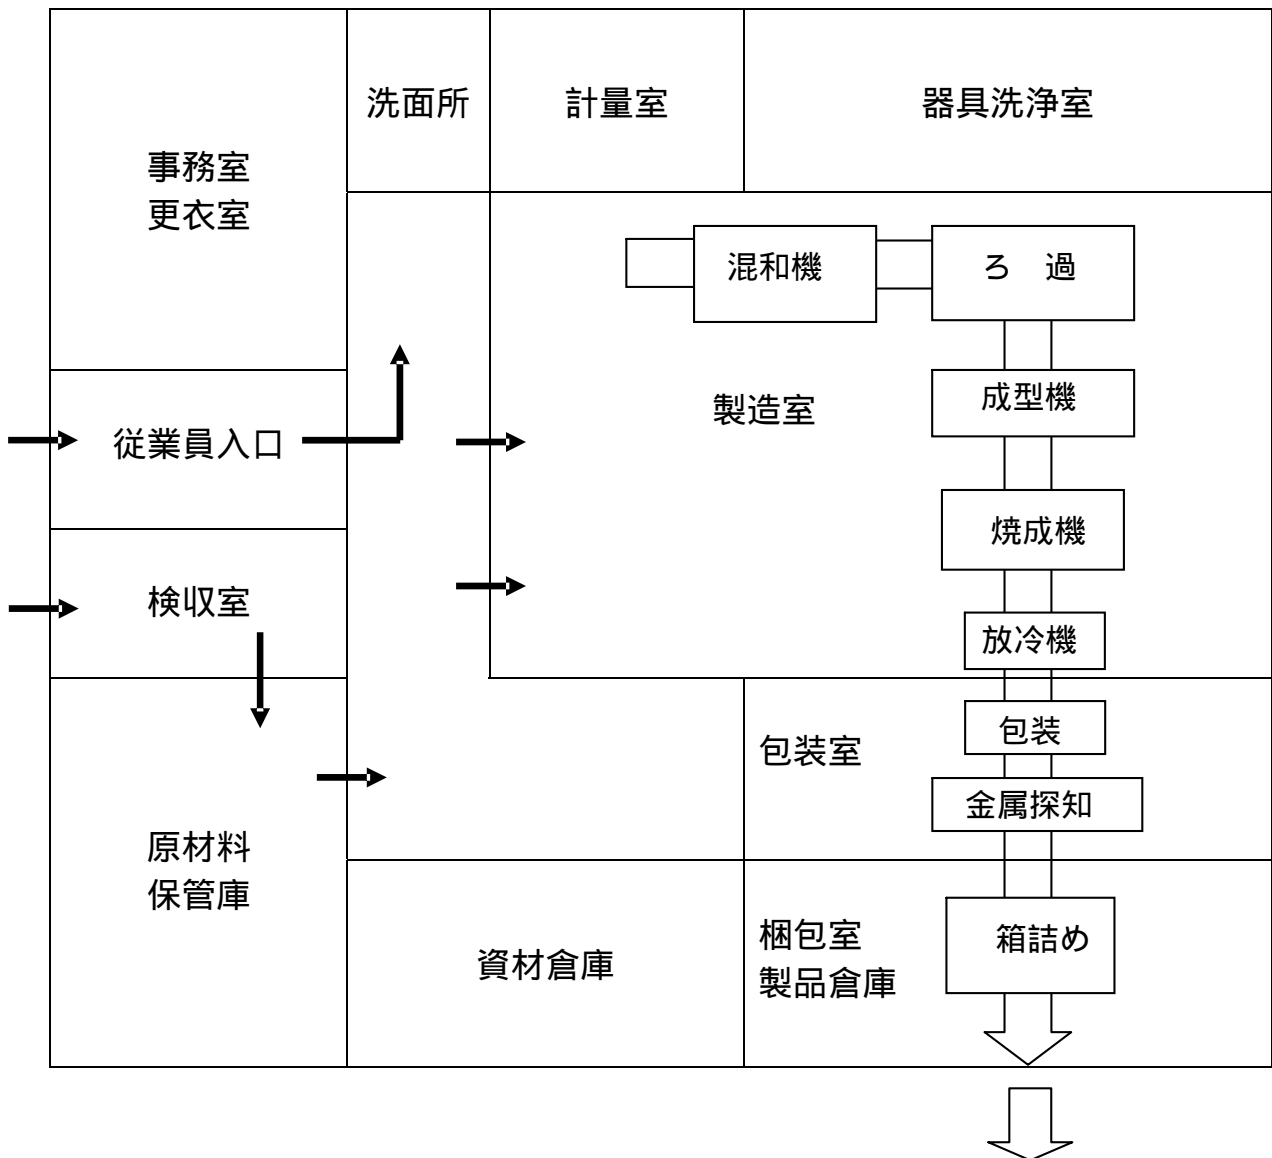 洗面所
計量室
器具洗浄室
事務室
更衣室
混和機
ろ　過
製造室
成型機
従業員入口
焼成機
検収室
放冷機
包装室
包装
金属探知
原材料
保管庫
資材倉庫
梱包室
製品倉庫
箱詰め